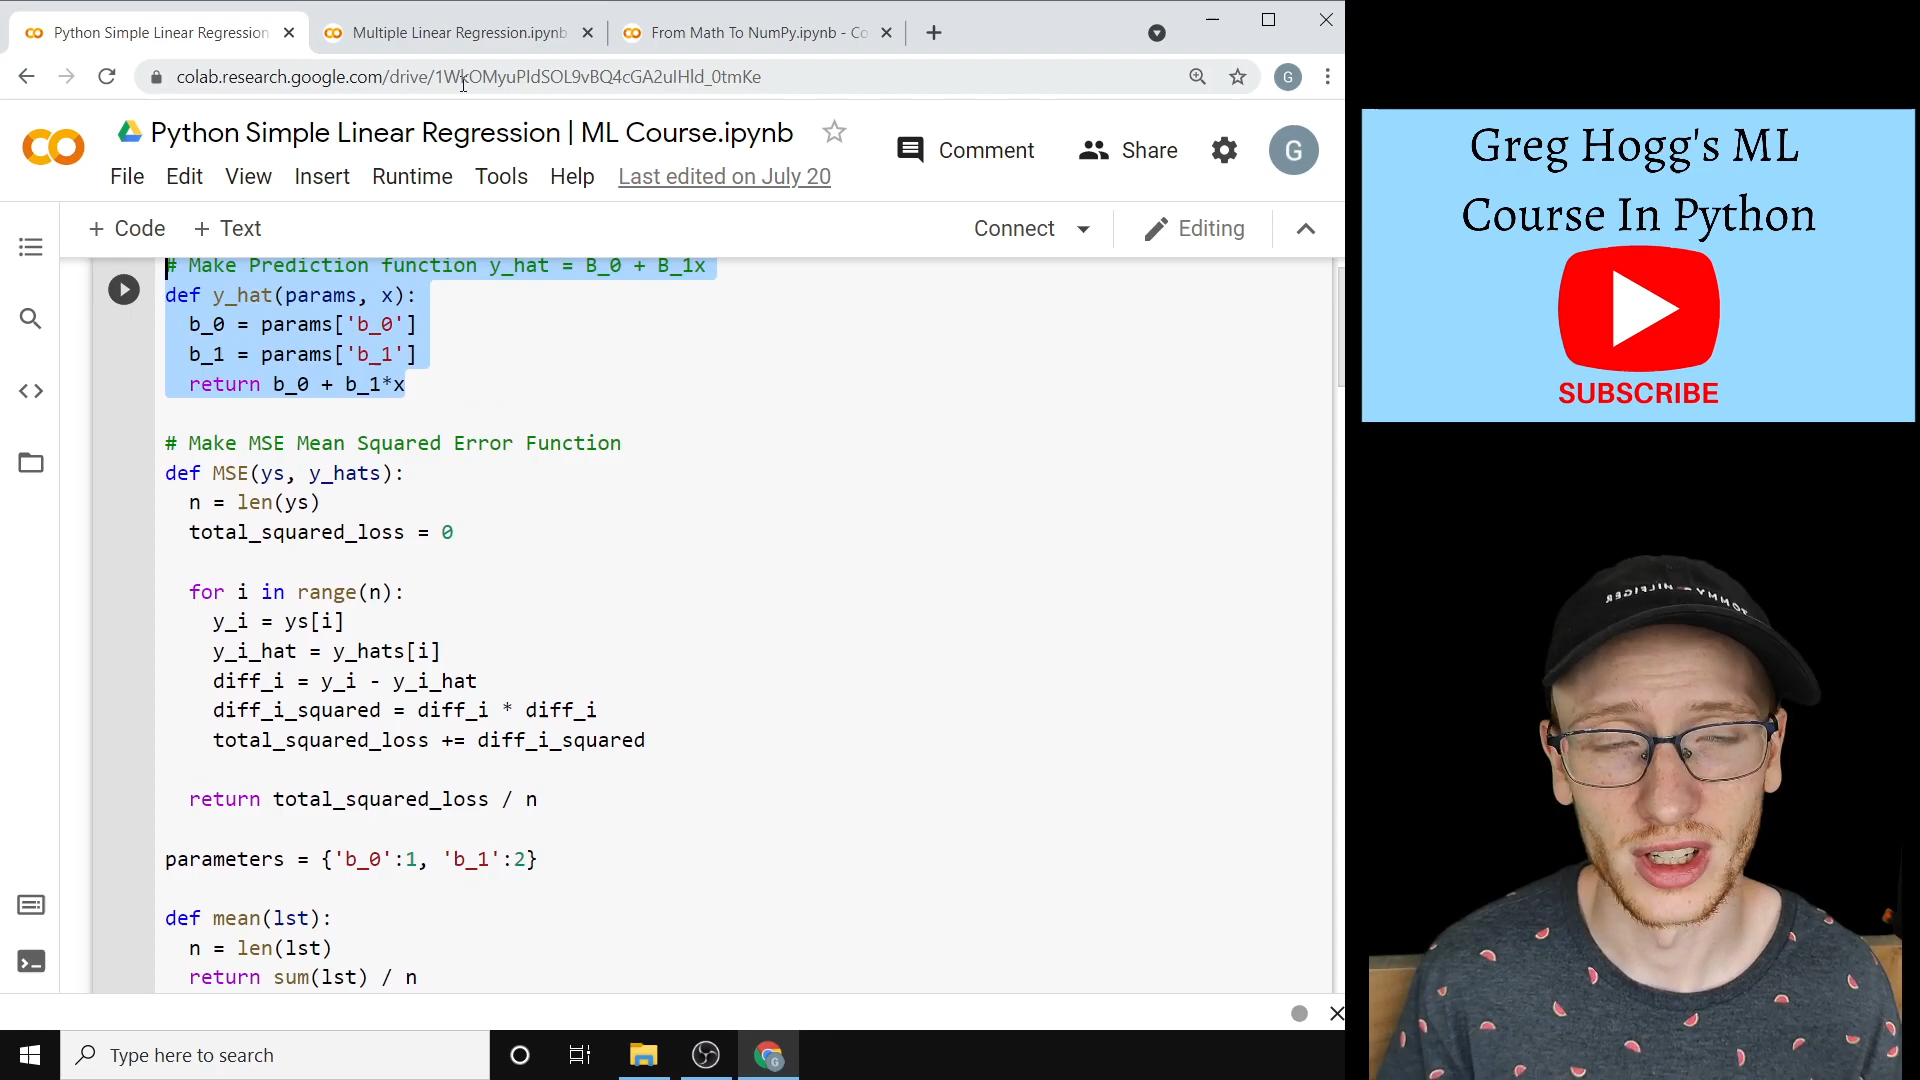 Python Simple Linear Regression
Multiple Linear Regression.ipynb
From Math To NumPy.ipynb - Co
colab.research.google.com/drive/1WkOMyuPIdSOL9vBQ4cGA2uIHld_0tmKe
G
Python Simple Linear Regression | ML Course.ipynb
Comment
Share
G
File Edit View Insert Runtime Tools Help Last edited on July 20
+ Code + Text
Connect
Editing
# Make Prediction function y_hat = B_0 + B_1x
def y_hat(params, x):
b_0 = params['b_0']
b_1 = params['b_1']
return b_0 + b_1*x
# Make MSE Mean Squared Error Function
def MSE(ys, y_hats):
n = len(ys)
total_squared_loss = 0
for i in range(n):
y_i = ys[i]
y_i_hat = y_hats[i]
diff_i = y_i - y_i_hat
diff_i_squared = diff_i * diff_i
total_squared_loss += diff_i_squared
return total_squared_loss / n
parameters = {'b_0':1, 'b_1':2}
def mean(lst):
n = len(lst)
return sum(lst) / n
Type here to search
G
Greg Hogg's ML
Course In Python
SUBSCRIBE
TOMMY HILFIGER